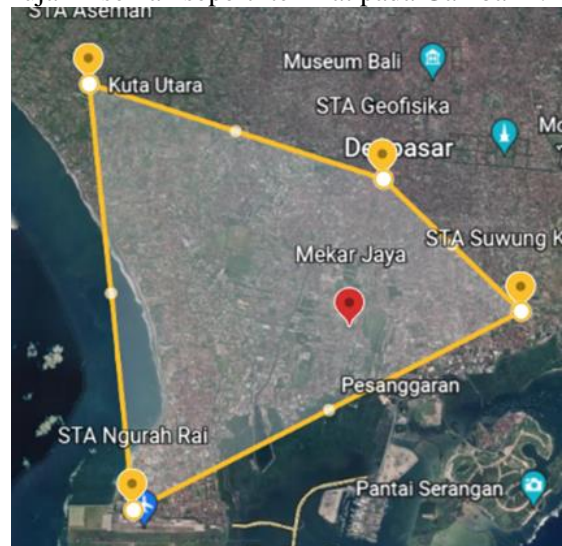 STA Aseman
Museum Bali
Kuta Utara
STA Geofisika
Denpasar
STA Suwung K
Mekar Jaya
Pesanggaran
STA Ngurah Rai
Pantai Serangan